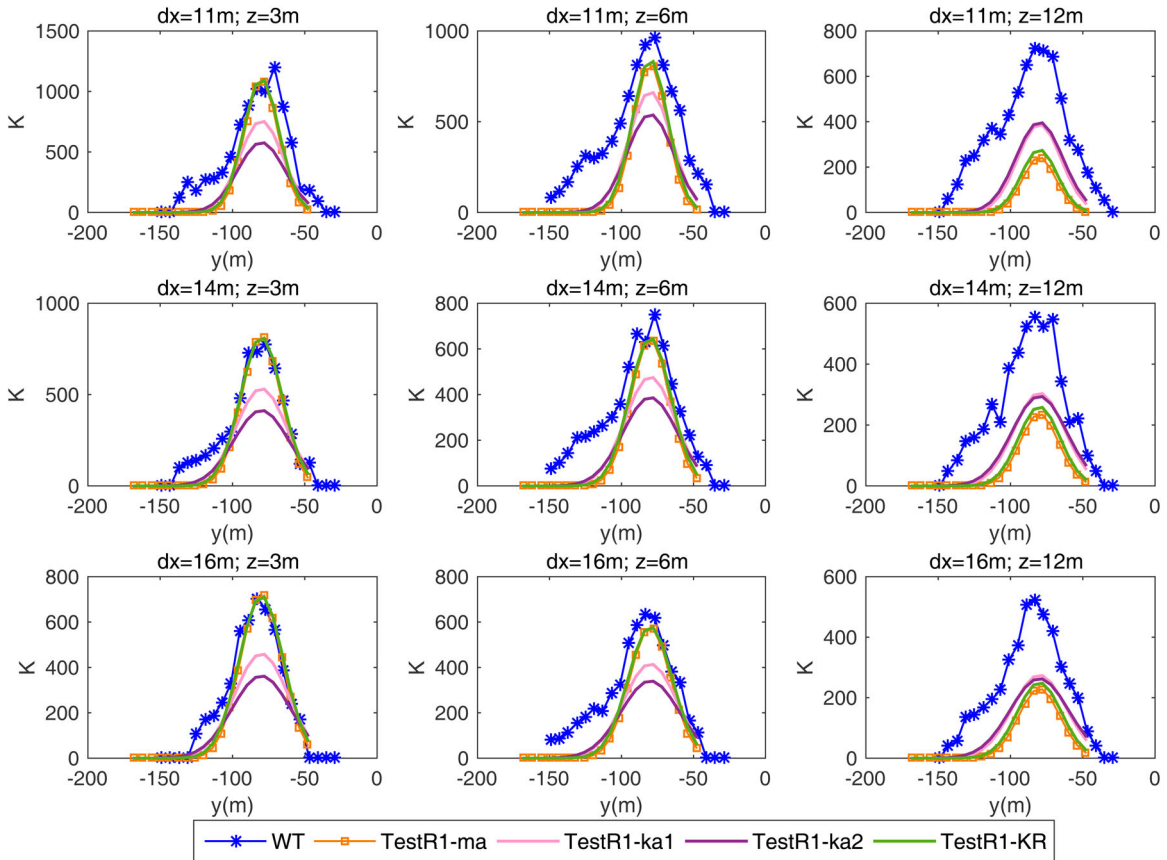 dx=11m; z=3m
1500
1000
500
0
K
-200 -150 -100 -50 0
y(m)
dx=11m; z=6m
1000
500
0
K
-200 -150 -100 -50 0
y(m)
dx=11m; z=12m
800
600
400
200
0
K
-200 -150 -100 -50 0
y(m)
dx=14m; z=3m
1000
500
0
K
-200 -150 -100 -50 0
y(m)
dx=14m; z=6m
800
600
400
200
0
K
-200 -150 -100 -50 0
y(m)
dx=14m; z=12m
600
400
200
0
K
-200 -150 -100 -50 0
y(m)
dx=16m; z=3m
800
600
400
200
0
K
-200 -150 -100 -50 0
y(m)
dx=16m; z=6m
800
600
400
200
0
K
-200 -150 -100 -50 0
y(m)
dx=16m; z=12m
600
400
200
0
K
-200 -150 -100 -50 0
y(m)
WT TestR1-ma TestR1-ka1 TestR1-ka2 TestR1-KR